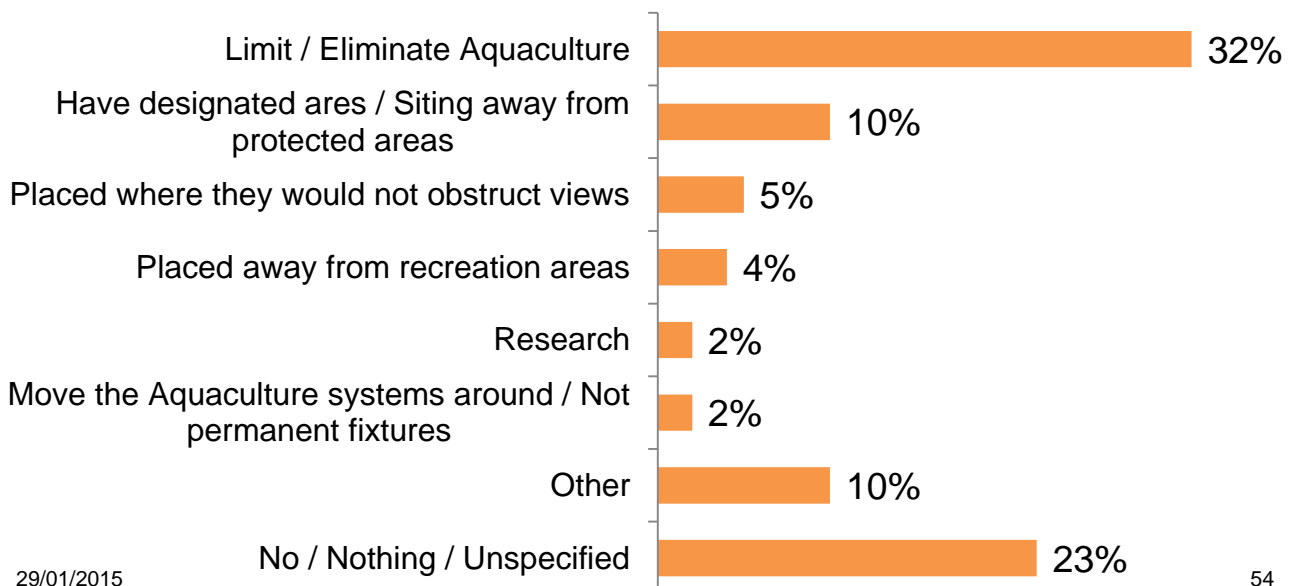 Limit / Eliminate Aquaculture
32%
Have designated ares / Siting away from
protected areas
10%
Placed where they would not obstruct views
5%
Placed away from recreation areas
4%
Research
2%
Move the Aquaculture systems around / Not
permanent fixtures
2%
Other
10%
No / Nothing / Unspecified
23%
29/01/2015
54